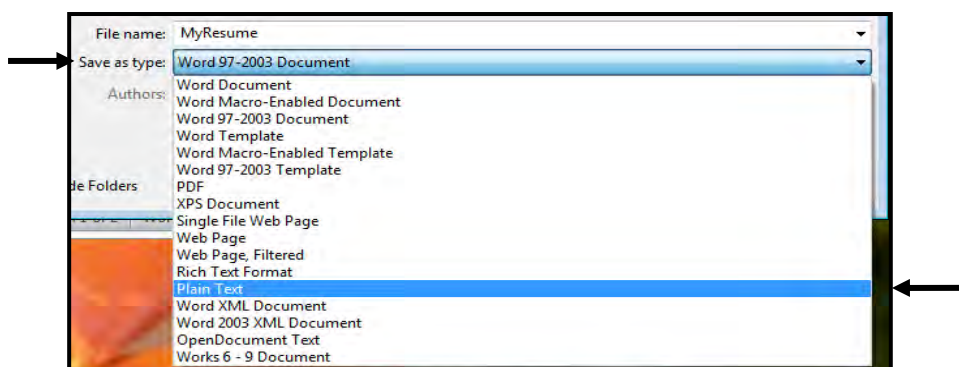 File name: MyResume
Save as type: Word 97-2003 Document
Authors:
Word Document
Word Macro-Enabled Document
Word 97-2003 Document
Word Template
Word Macro-Enabled Template
Word 97-2003 Template
de Folders
PDF
XPS Document
Single File Web Page
Web Page
Web Page, Filtered
Rich Text Format
Plain Text
Word XML Document
Word 2003 XML Document
OpenDocument Text
Works 6 - 9 Document